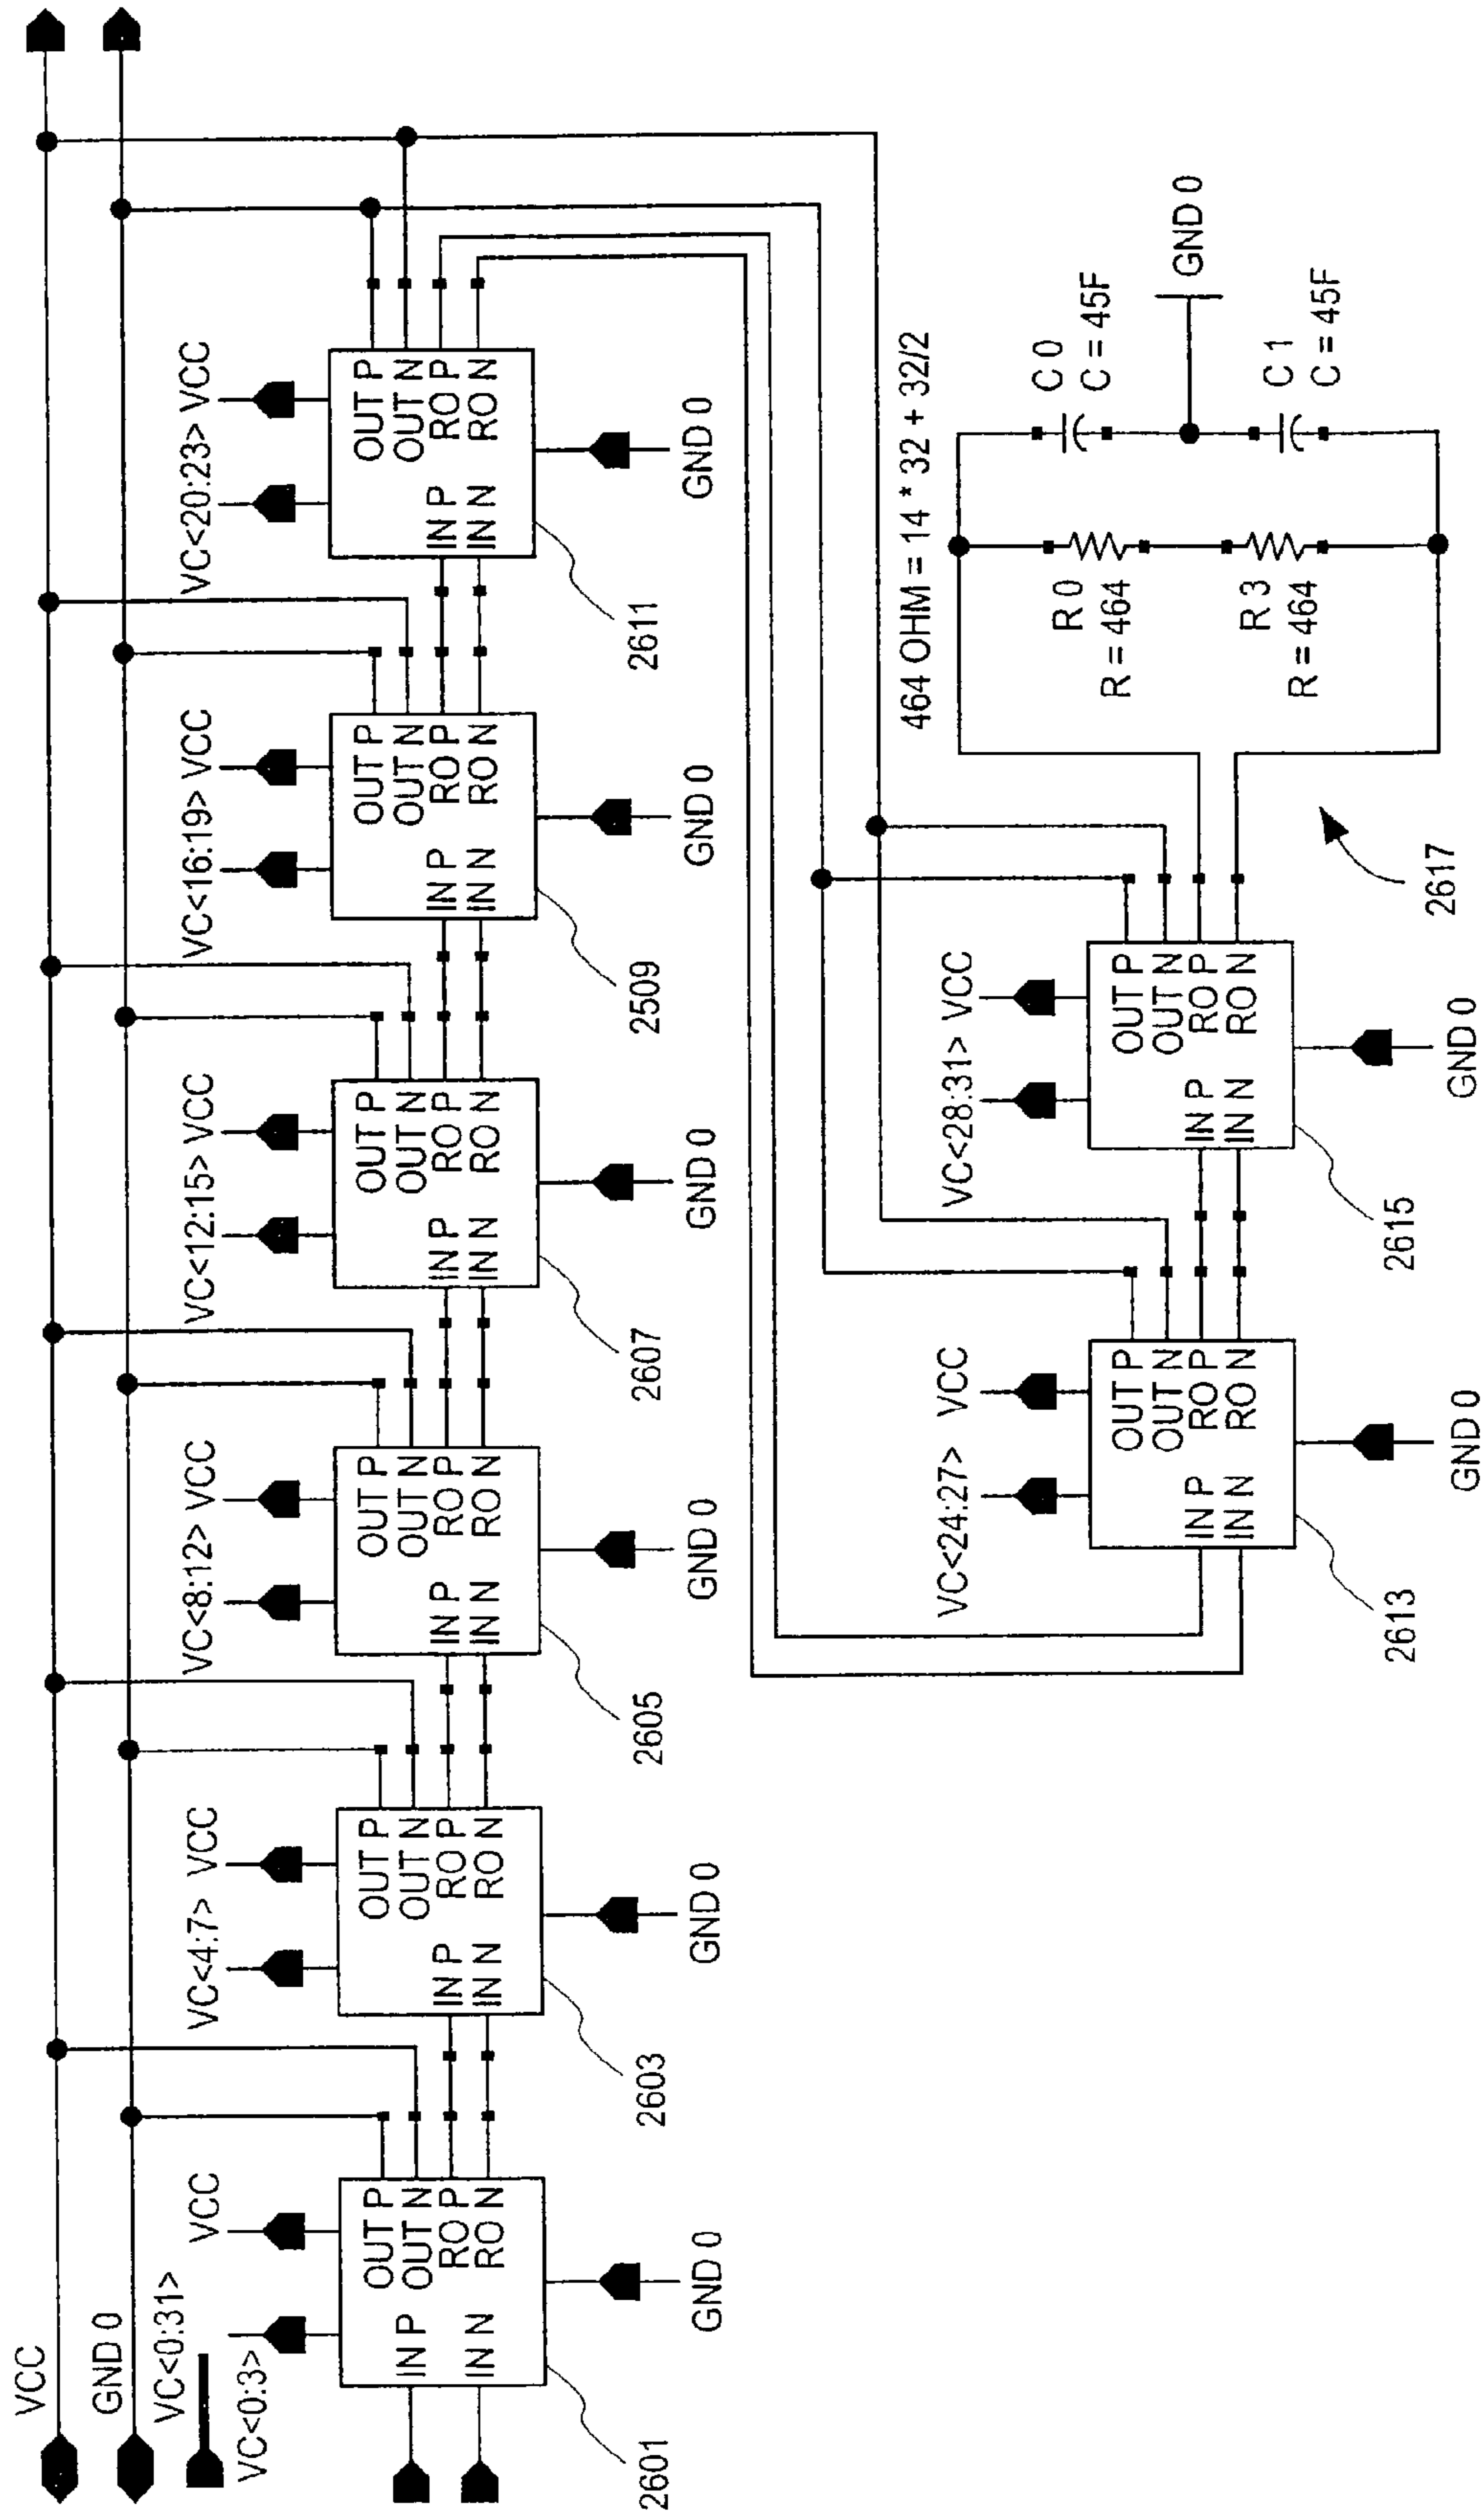 VCC
GND 0
VC<0:31>
VC<0:3>
VCC
IN P
IN N
OUT P
OUT N
RO P
RO N
GND 0
2601
VC<4:7>
VCC
IN P
IN N
OUT P
OUT N
RO P
RO N
GND 0
2603
VC<8:12>
VCC
IN P
IN N
OUT P
OUT N
RO P
RO N
GND 0
2605
VC<12:15>
VCC
IN P
IN N
OUT P
OUT N
RO P
RO N
GND 0
2607
VC<16:19>
VCC
IN P
IN N
OUT P
OUT N
RO P
RO N
GND 0
2509
VC<20:23>
VCC
IN P
IN N
OUT P
OUT N
RO P
RO N
GND 0
2611
VC<24:27>
VCC
IN P
IN N
OUT P
OUT N
RO P
RO N
GND 0
2613
VC<28:31>
VCC
IN P
IN N
OUT P
OUT N
RO P
RO N
GND 0
2615
464 OHM = 14 * 32 + 32/2
R 0
R = 464
R 3
R = 464
C 0
C = 45F
C 1
C = 45F
GND 0
2617